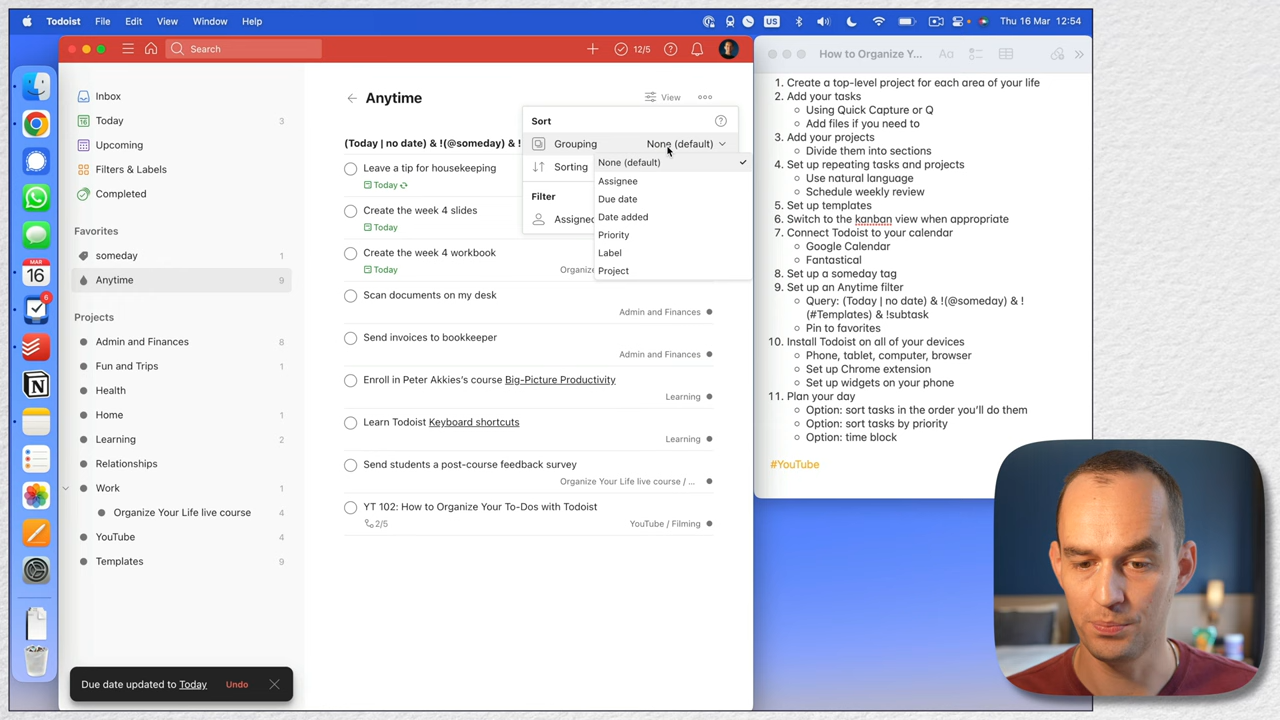 Todoist File Edit View Window Help
US Thu 16 Mar 12:54
Search
12/5
Inbox
Today 3
Upcoming
Filters & Labels
Completed
Favorites
someday 1
Anytime 9
Projects
Admin and Finances 8
Fun and Trips 1
Health
Home 1
Learning 2
Relationships
Work 1
Organize Your Life live course 4
YouTube 4
Templates 9
Due date updated to Today Undo
MAR
16
6
Anytime
View
(Today | no date) & !(@someday) & !
Leave a tip for housekeeping
Today
Create the week 4 slides
Today
Create the week 4 workbook
Today Organize
Scan documents on my desk
Admin and Finances
Send invoices to bookkeeper
Admin and Finances
Enroll in Peter Akkies's course Big-Picture Productivity
Learning
Learn Todoist Keyboard shortcuts
Learning
Send students a post-course feedback survey
Organize Your Life live course / ...
YT 102: How to Organize Your To-Dos with Todoist
2/5 YouTube / Filming
Sort
Grouping None (default)
Sorting
Filter
Assignee
None (default)
Assignee
Due date
Date added
Priority
Label
Project
How to Organize Y... Aa
1. Create a top-level project for each area of your life
2. Add your tasks
Using Quick Capture or Q
Add files if you need to
3. Add your projects
Divide them into sections
4. Set up repeating tasks and projects
Use natural language
Schedule weekly review
5. Set up templates
6. Switch to the kanban view when appropriate
7. Connect Todoist to your calendar
Google Calendar
Fantastical
8. Set up a someday tag
9. Set up an Anytime filter
Query: (Today | no date) & !(@someday) & !
(#Templates) & !subtask
Pin to favorites
10. Install Todoist on all of your devices
Phone, tablet, computer, browser
Set up Chrome extension
Set up widgets on your phone
11. Plan your day
Option: sort tasks in the order you'll do them
Option: sort tasks by priority
Option: time block
#YouTube